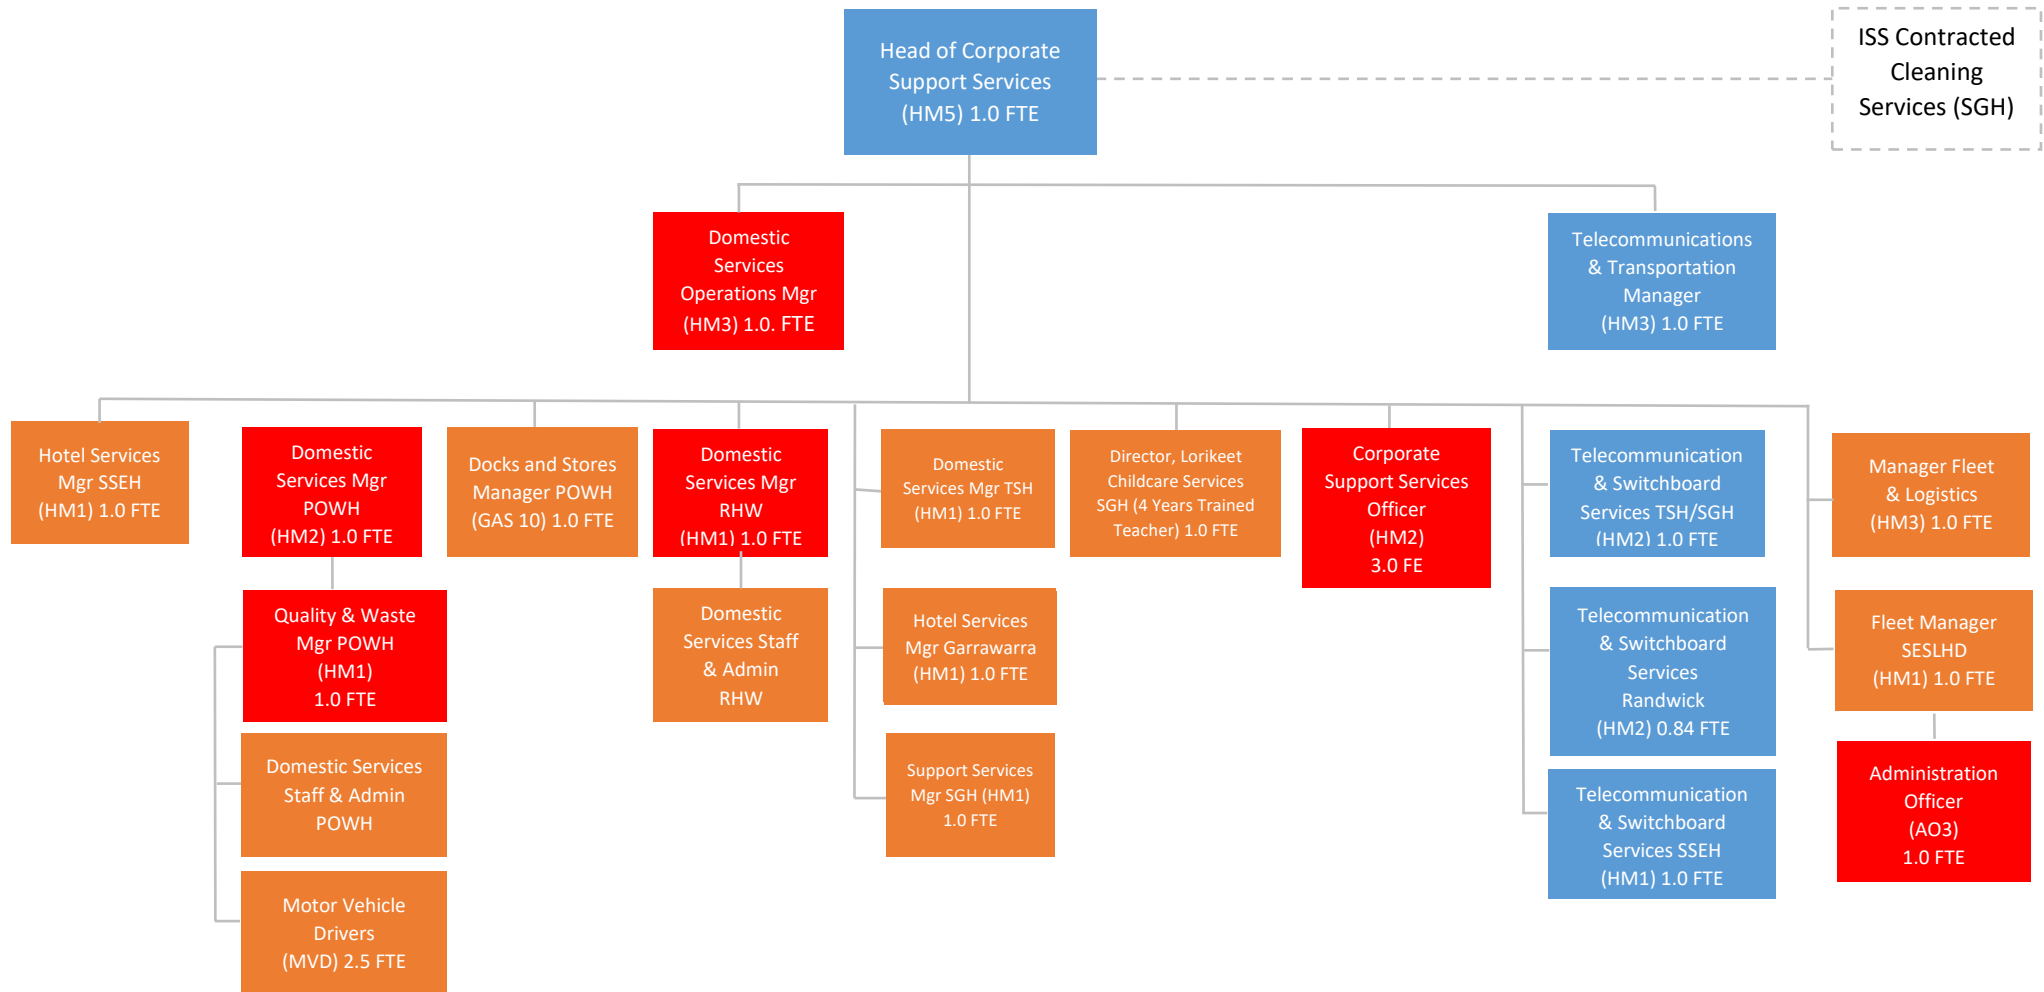 Head of Corporate
Support Services
(HM5) 1.0 FTE
ISS Contracted
Cleaning
Services (SGH)
Domestic
Services
Operations Mgr
(HM3) 1.0. FTE
Telecommunications
& Transportation
Manager
(HM3) 1.0 FTE
Hotel Services
Mgr SSEH
(HM1) 1.0 FTE
Domestic
Services Mgr
POWH
(HM2) 1.0 FTE
Docks and Stores
Manager POWH
(GAS 10) 1.0 FTE
Domestic
Services Mgr
RHW
(HM1) 1.0 FTE
Domestic
Services Mgr TSH
(HM1) 1.0 FTE
Director, Lorikeet
Childcare Services
SGH (4 Years Trained
Teacher) 1.0 FTE
Corporate
Support Services
Officer
(HM2)
3.0 FE
Telecommunication
& Switchboard
Services TSH/SGH
(HM2) 1.0 FTE
Manager Fleet
& Logistics
(HM3) 1.0 FTE
Quality & Waste
Mgr POWH
(HM1)
1.0 FTE
Domestic
Services Staff
& Admin
RHW
Hotel Services
Mgr Garrawarra
(HM1) 1.0 FTE
Telecommunication
& Switchboard
Services
Randwick
(HM2) 0.84 FTE
Fleet Manager
SESLHD
(HM1) 1.0 FTE
Domestic Services
Staff & Admin
POWH
Support Services
Mgr SGH (HM1)
1.0 FTE
Telecommunication
& Switchboard
Services SSEH
(HM1) 1.0 FTE
Administration
Officer
(AO3)
1.0 FTE
Motor Vehicle
Drivers
(MVD) 2.5 FTE